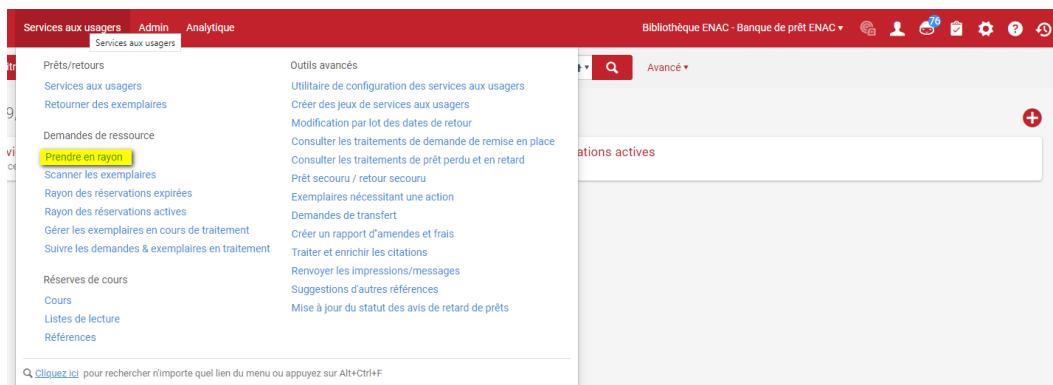 Services aux usagers Admin Analytique Bibliothèque ENAC - Banque de prêt ENAC 76
Services aux usagers
Avancé
Prêts/retours
Services aux usagers
Retourner des exemplaires
Demandes de ressource
Prendre en rayon
Scanner les exemplaires
Rayon des réservations expirées
Rayon des réservations actives
Gérer les exemplaires en cours de traitement
Suivre les demandes & exemplaires en traitement
Réserves de cours
Cours
Listes de lecture
Références
Outils avancés
Utilitaire de configuration des services aux usagers
Créer des jeux de services aux usagers
Modification par lot des dates de retour
Consulter les traitements de demande de remise en place
Consulter les traitements de prêt perdu et en retard
Prêt secouru / retour secouru
Exemplaires nécessitant une action
Demandes de transfert
Créer un rapport d"amendes et frais
Traiter et enrichir les citations
Renvoyer les impressions/messages
Suggestions d'autres références
Mise à jour du statut des avis de retard de prêts
ations actives
Cliquez ici pour rechercher n'importe quel lien du menu ou appuyez sur Alt+Ctrl+F